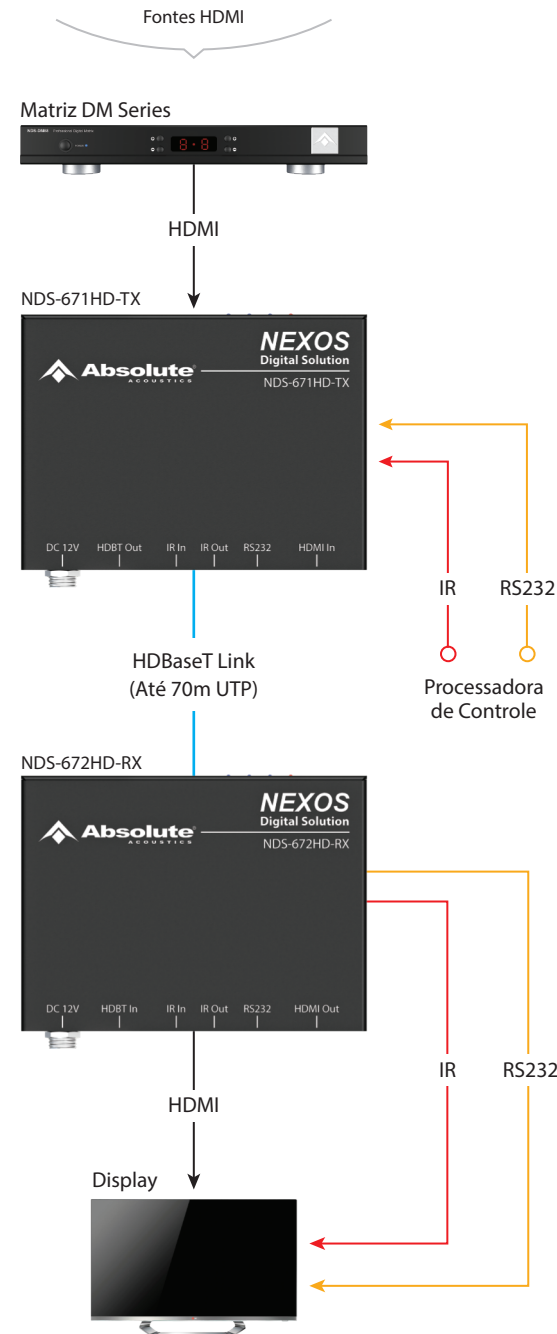 Fontes HDMI
Matriz DM Series
8 8
HDMI
NDS-671HD-TX
NEXOS
Digital Solution
Absolute
ACOUSTICS
NDS-671HD-TX
DC 12V HDBT Out IR In IR Out RS232 HDMI In
IR RS232
HDBaseT Link
(Até 70m UTP)
Processadora
de Controle
NDS-672HD-RX
NEXOS
Digital Solution
Absolute
ACOUSTICS
NDS-672HD-RX
DC 12V HDBT In IR In IR Out RS232 HDMI Out
IR RS232
HDMI
Display